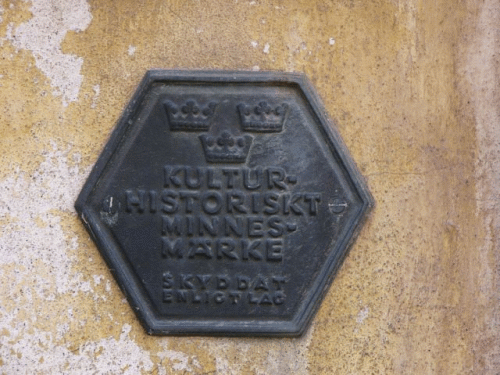 KULTUR-
HISTORISKT
MINNES-
MÄRKE
SKYDDAT
ENLIGT LAG